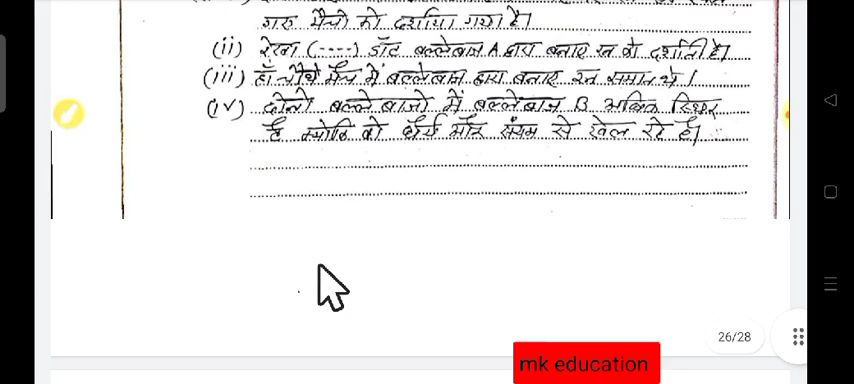 गए मैचो को दर्शाया गया है।
(ii) रेखा (----) डॉट बल्लेबाज A द्वारा बनाए रन को दर्शाती है।
(iii) हाँ चौथे मैच में बल्लेबाज द्वारा बनाए रन समान थे।
(iv) दोनो बल्ले बाजो में बल्लेबाज B अधिक स्थिर
है क्योकि वो धैर्य और संयम से खेल रहे है।
26/28
mk education